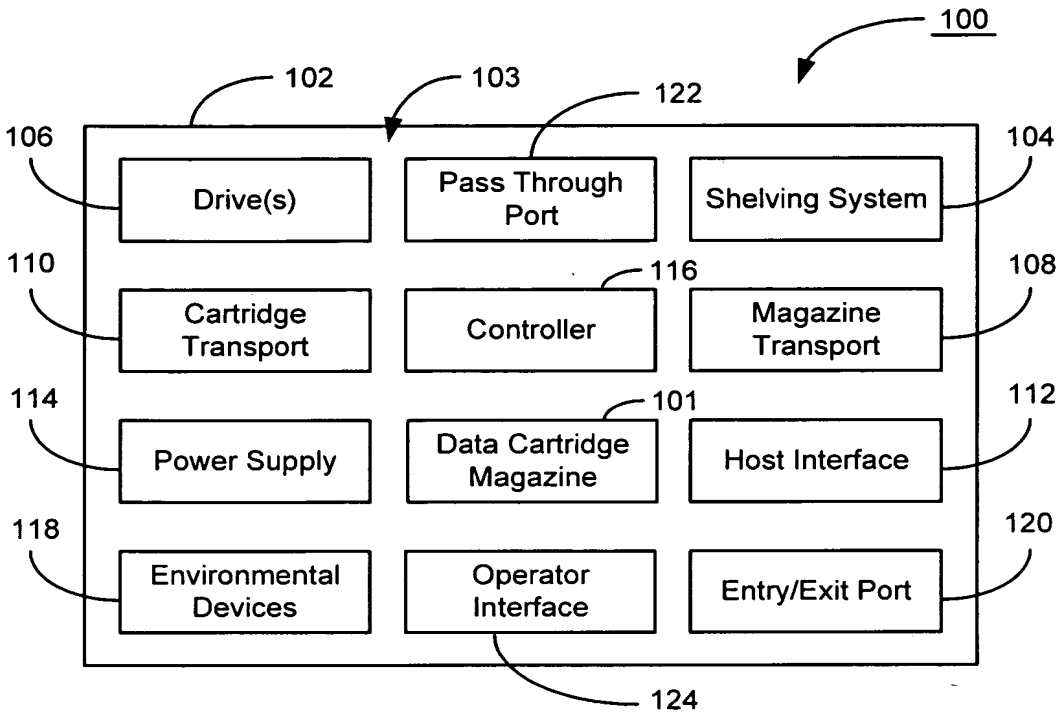 100
102
103
122
106
104
Drive(s)
Pass Through
Port
Shelving System
110
116
108
Cartridge
Transport
Controller
Magazine
Transport
114
101
112
Power Supply
Data Cartridge
Magazine
Host Interface
118
120
Environmental
Devices
Operator
Interface
Entry/Exit Port
124